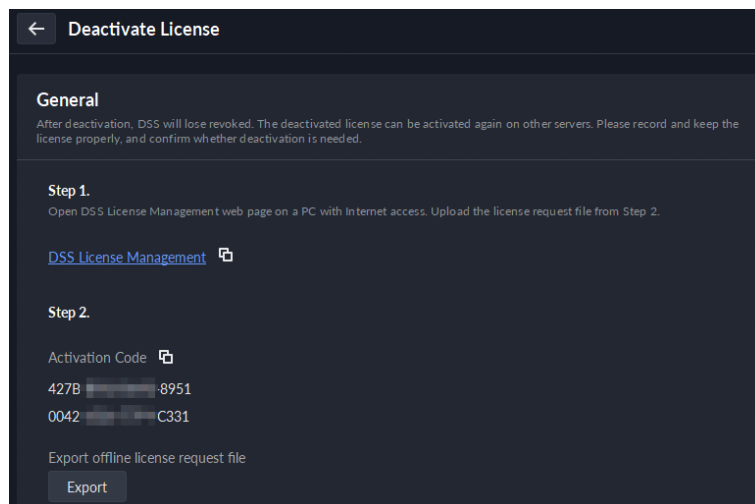 Deactivate License
General
After deactivation, DSS will lose revoked. The deactivated license can be activated again on other servers. Please record and keep the
license properly, and confirm whether deactivation is needed.
Step 1.
Open DSS License Management web page on a PC with Internet access. Upload the license request file from Step 2.
DSS License Management
Step 2.
Activation Code
427B -8951
0042 C331
Export offline license request file
Export